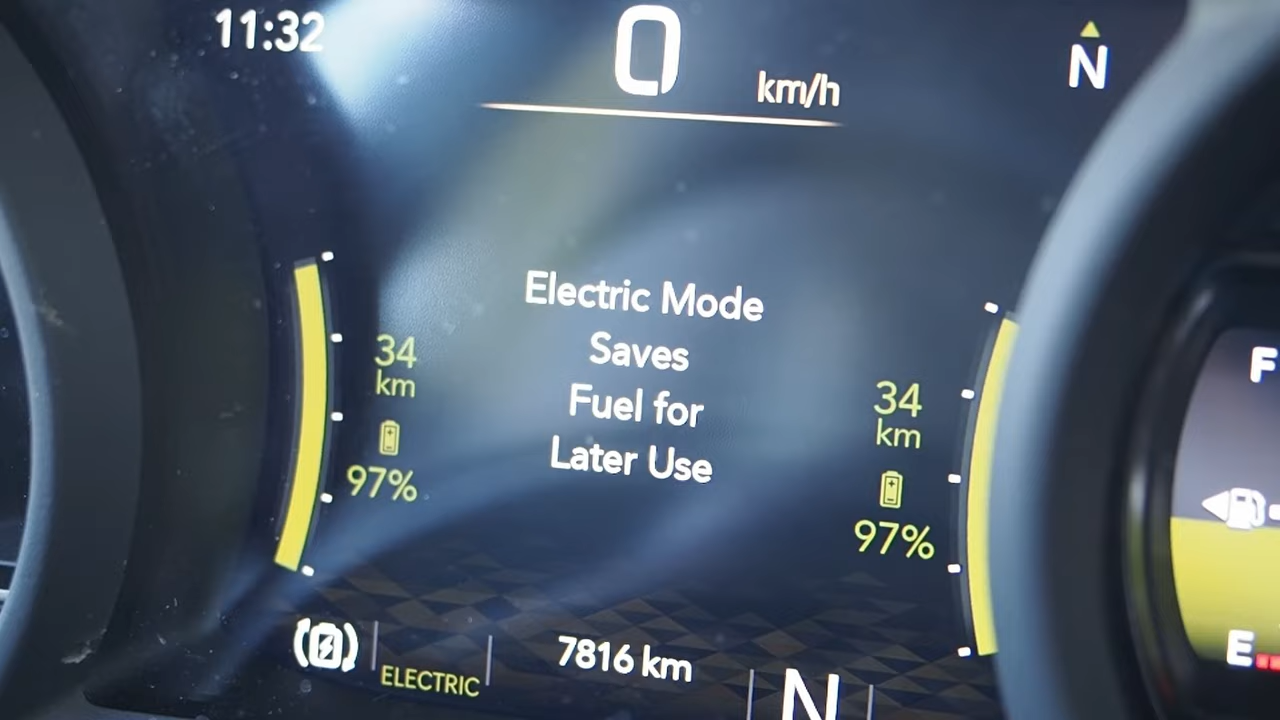 11:32
0
km/h
N
Electric Mode
Saves
Fuel for
Later Use
34
km
97%
34
km
97%
F
E
ELECTRIC
7816 km
N